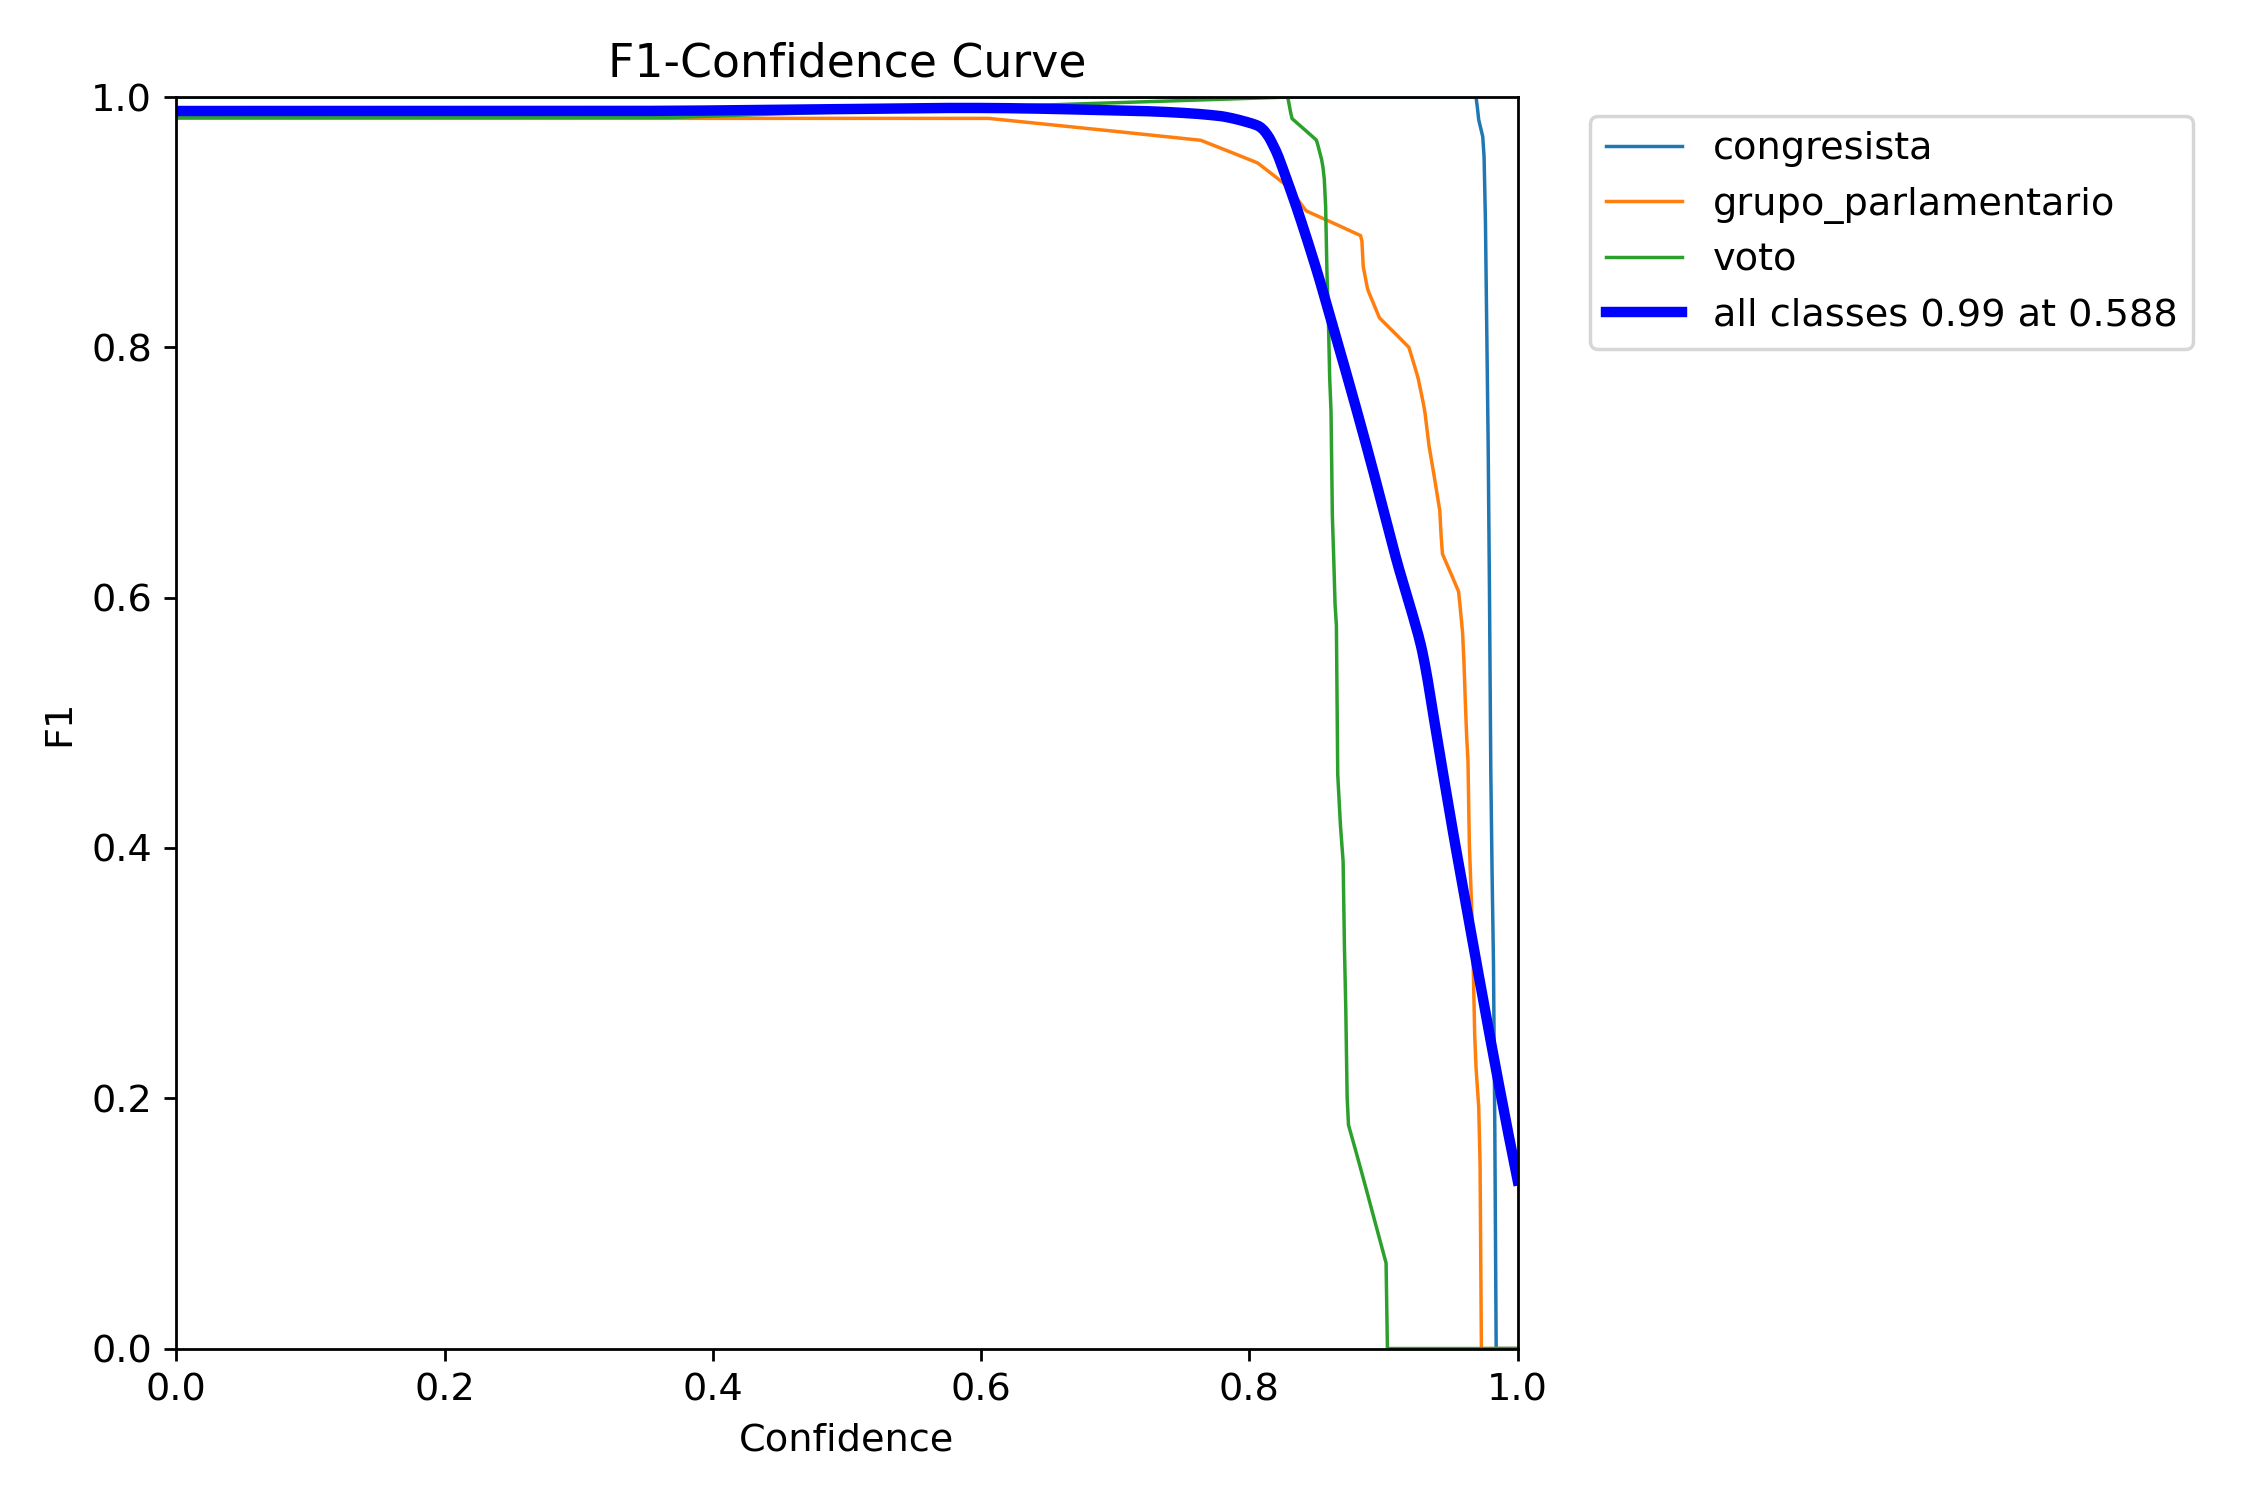 F1-Confidence Curve
1.0
0.8
0.6
0.4
0.2
0.0
F1
0.0 0.2 0.4 0.6 0.8 1.0
Confidence
congresista
grupo_parlamentario
voto
all classes 0.99 at 0.588